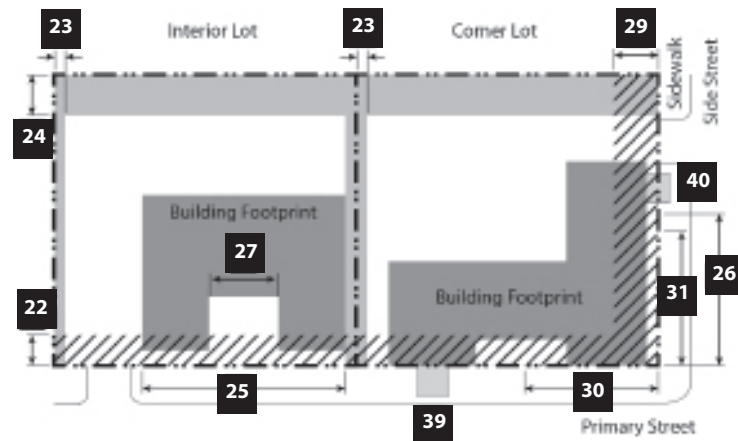 23
Interior Lot
23
Corner Lot
29
Sidewalk
Side Street
24
40
Building Footprint
27
26
31
Building Footprint
22
25
30
39
Primary Street